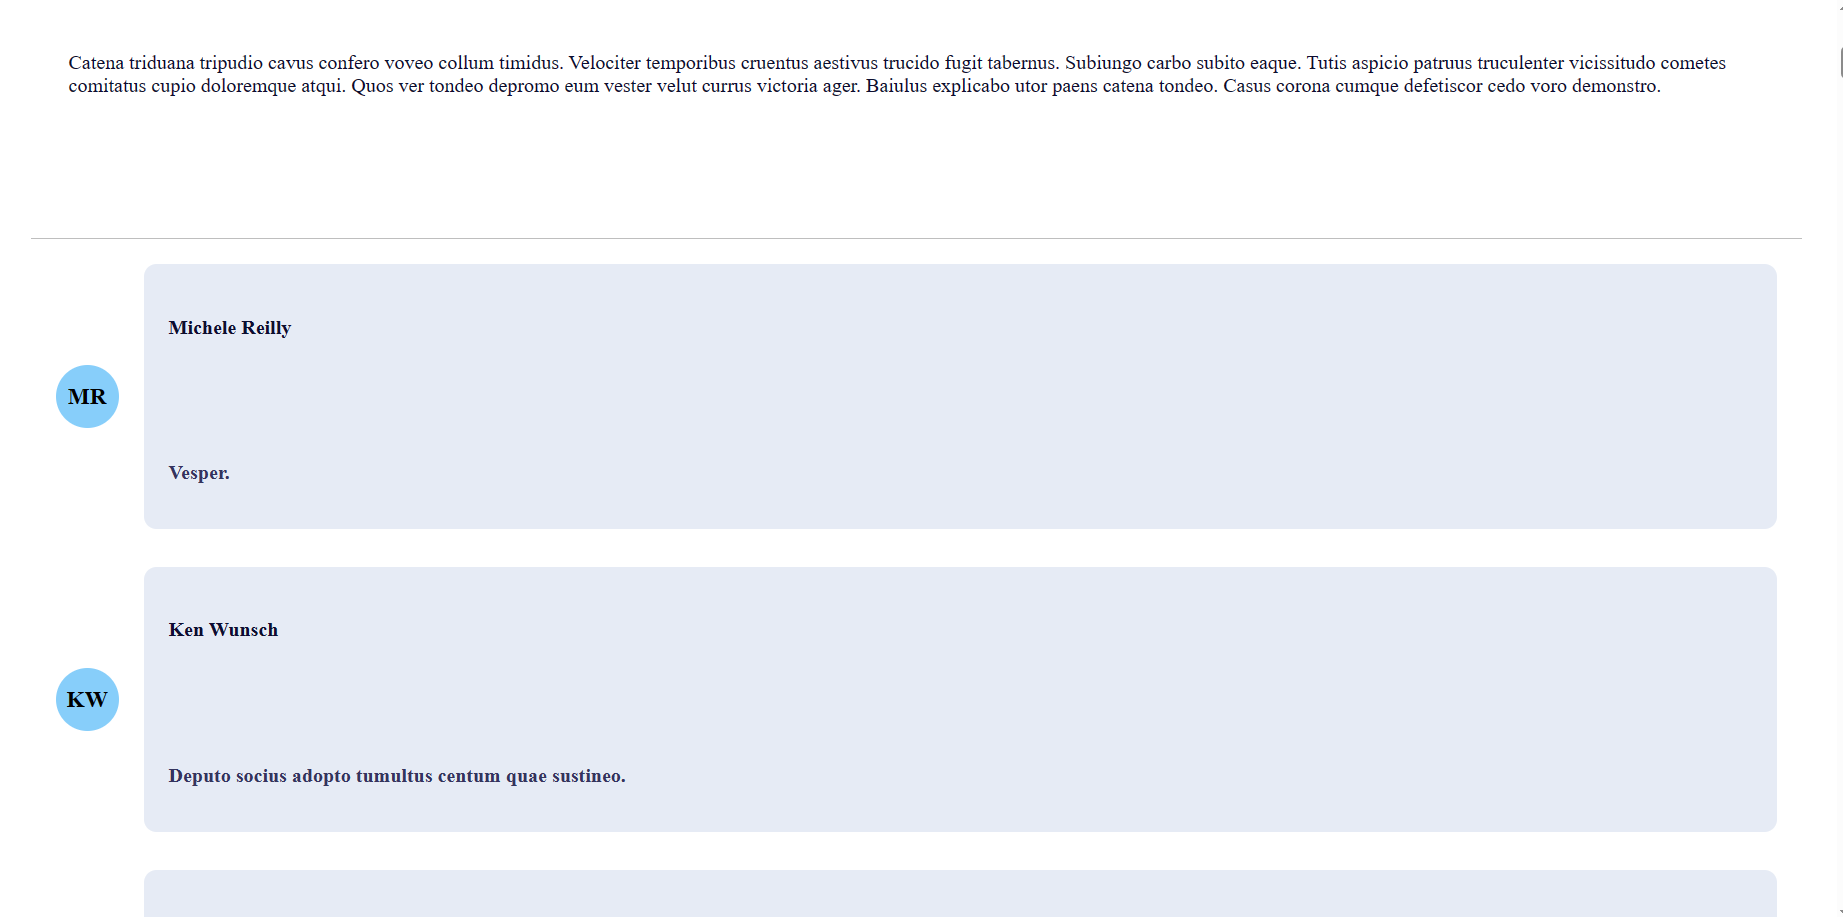 Catena triduana tripudio cavus confero voveo collum timidus. Velociter temporibus cruentus aestivus trucido fugit tabernus. Subiungo carbo subito eaque. Tutis aspicio patruus truculenter vicissitudo cometes
comitatus cupio doloremque atqui. Quos ver tondeo depromo eum vester velut currus victoria ager. Baiulus explicabo utor paens catena tondeo. Casus corona cumque defetiscor cedo voro demonstro.
Michele Reilly
MR
Vesper.
Ken Wunsch
KW
Deputo socius adopto tumultus centum quae sustineo.